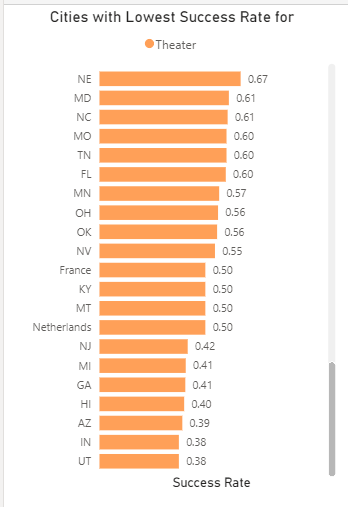 Cities with Lowest Success Rate for
Theater
NE 0.67
MD 0.61
NC 0.61
MO 0.60
TN 0.60
FL 0.60
MN 0.57
OH 0.56
OK 0.56
NV 0.55
France 0.50
KY 0.50
MT 0.50
Netherlands 0.50
NJ 0.42
MI 0.41
GA 0.41
HI 0.40
AZ 0.39
IN 0.38
UT 0.38
Success Rate